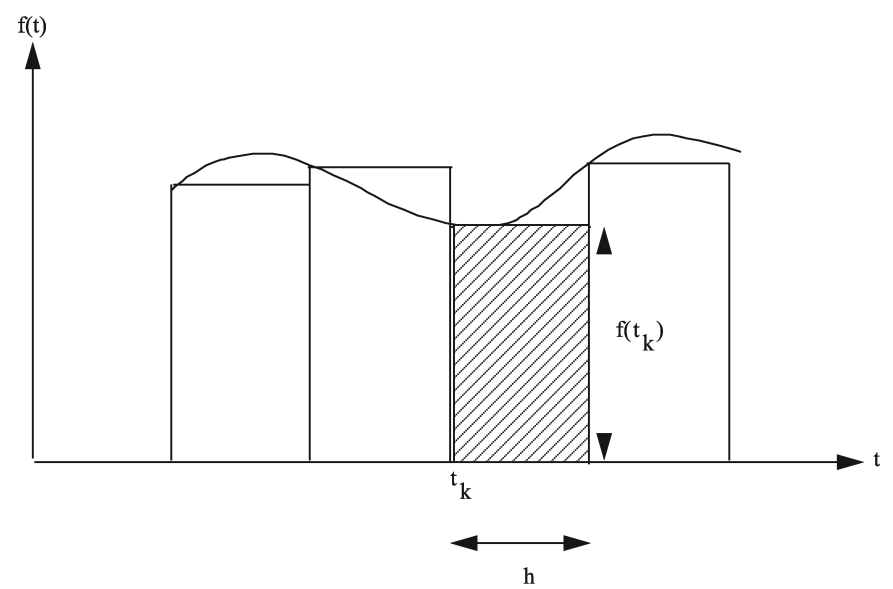 f(t)
f(t_k)
t
t_k
h